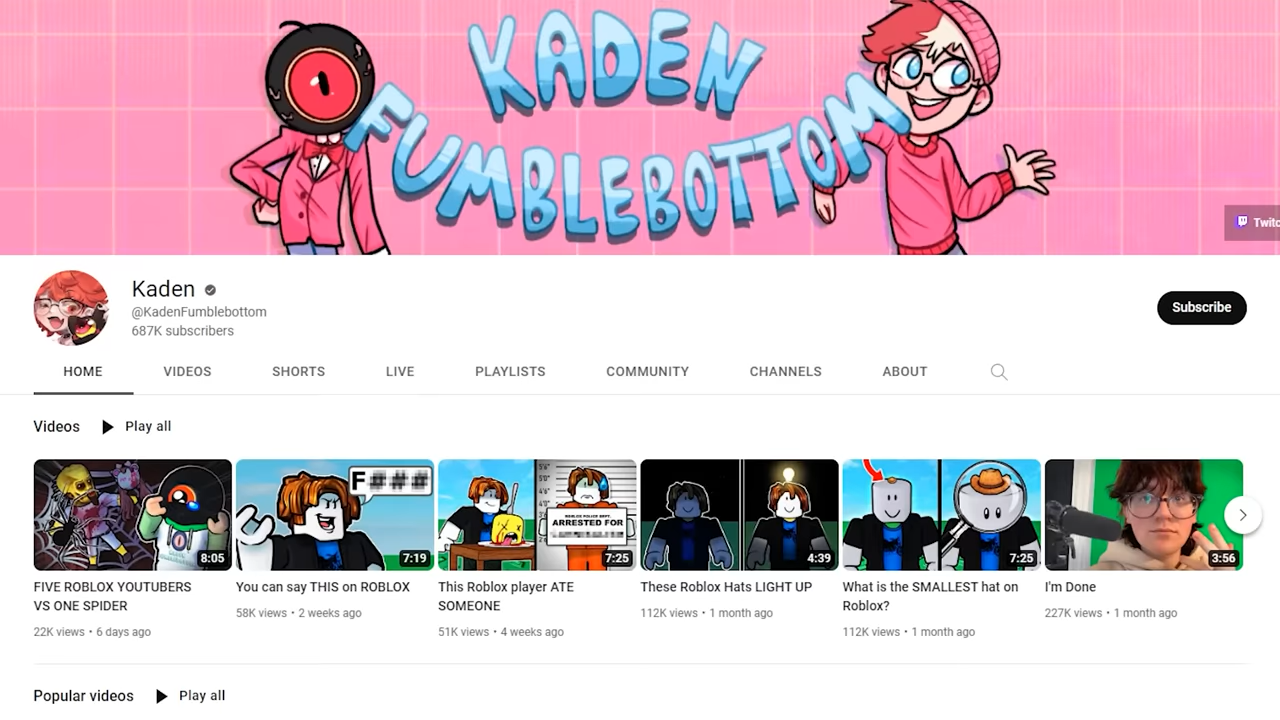 KADEN
FUMBLEBOTTOM
Twitc
Kaden
@KadenFumblebottom
687K subscribers
Subscribe
HOME VIDEOS SHORTS LIVE PLAYLISTS COMMUNITY CHANNELS ABOUT
Videos Play all
F###
5'6"
ROBLOX POLICE DEPT.
ARRESTED FOR
8:05 7:19 7:25 4:39 7:25 3:56
FIVE ROBLOX YOUTUBERS
VS ONE SPIDER
22K views • 6 days ago
You can say THIS on ROBLOX
58K views • 2 weeks ago
This Roblox player ATE
SOMEONE
51K views • 4 weeks ago
These Roblox Hats LIGHT UP
112K views • 1 month ago
What is the SMALLEST hat on
Roblox?
112K views • 1 month ago
I'm Done
227K views • 1 month ago
Popular videos Play all